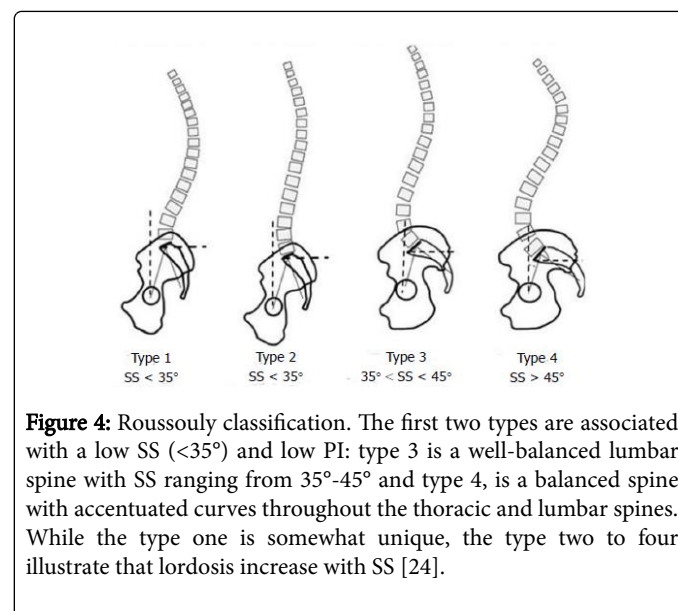 Type 1
SS < 35°
Type 2
SS < 35°
Type 3
35° < SS < 45°
Type 4
SS > 45°
Figure 4: Roussouly classification. The first two types are associated
with a low SS (<35°) and low PI: type 3 is a well-balanced lumbar
spine with SS ranging from 35°-45° and type 4, is a balanced spine
with accentuated curves throughout the thoracic and lumbar spines.
While the type one is somewhat unique, the type two to four
illustrate that lordosis increase with SS [24].